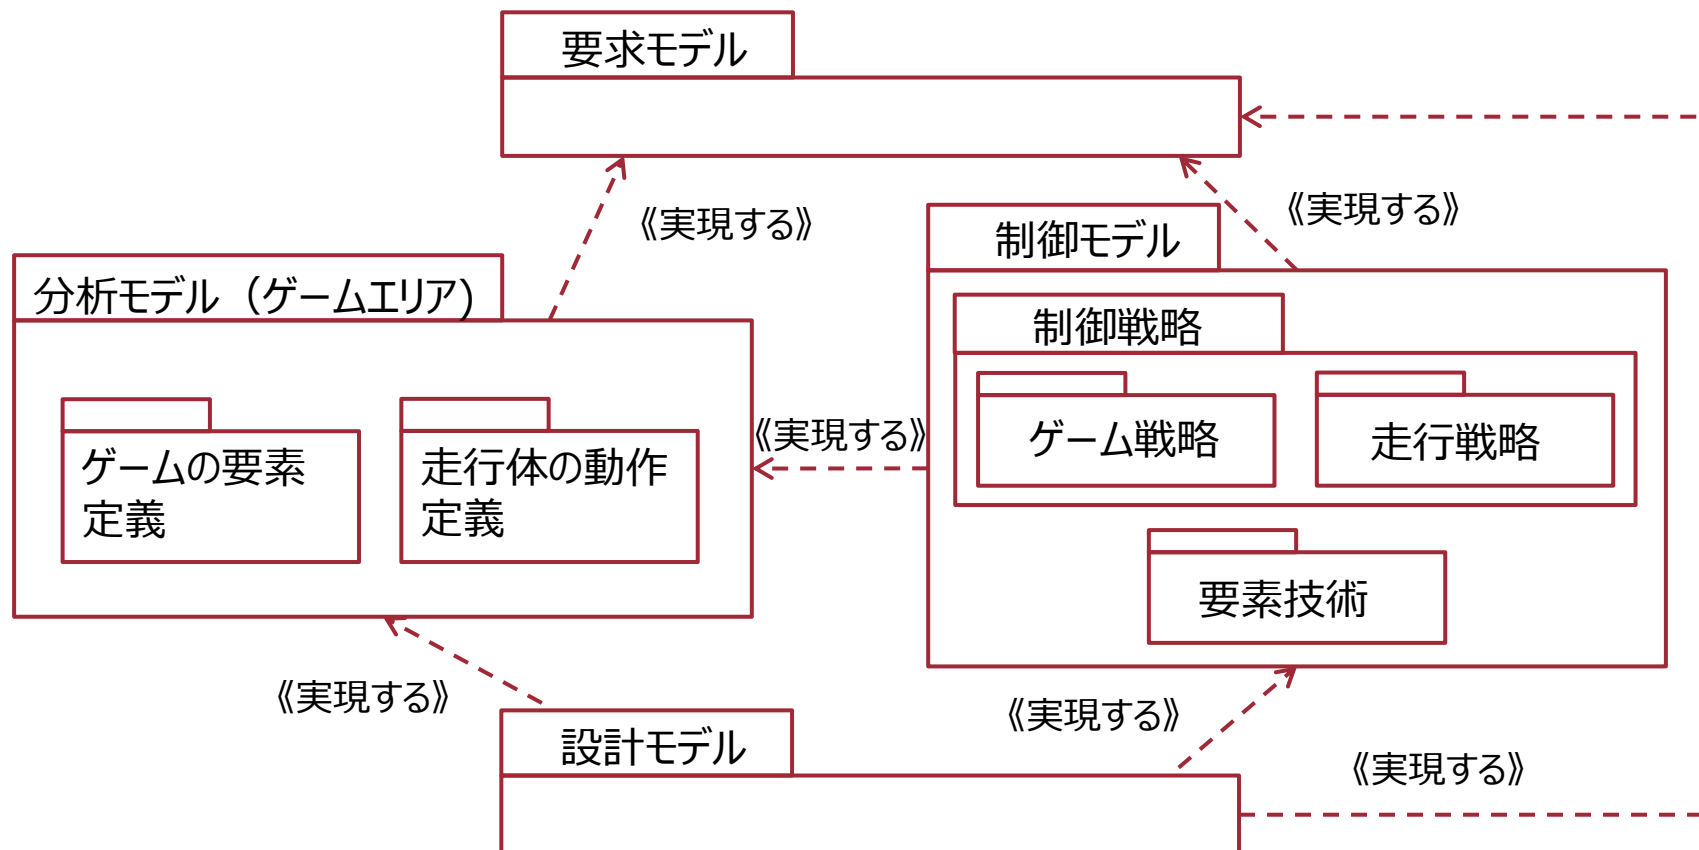 要求モデル
《実現する》
《実現する》
分析モデル（ゲームエリア）
制御モデル
制御戦略
ゲームの要素
定義
走行体の動作
定義
《実現する》
ゲーム戦略
走行戦略
要素技術
《実現する》
《実現する》
設計モデル
《実現する》